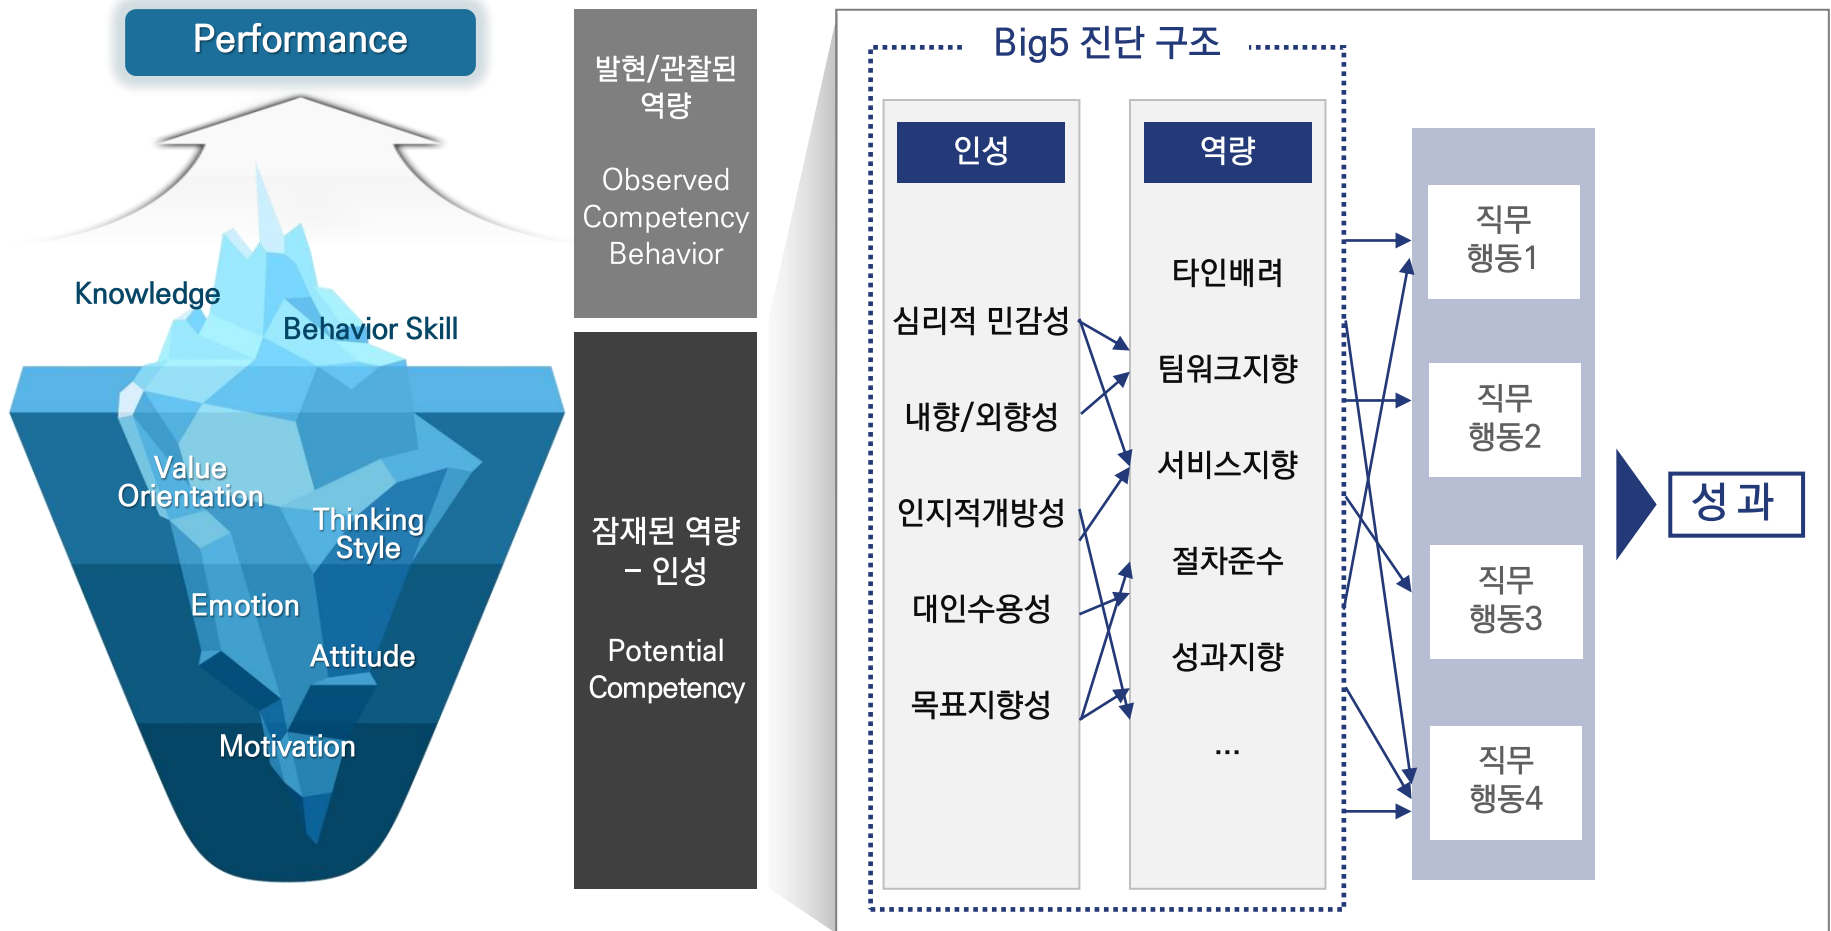 Performance
Knowledge
Behavior Skill
Value
Orientation
Thinking
Style
Emotion
Attitude
Motivation
발현/관찰된
역량
Observed
Competency
Behavior
잠재된 역량
– 인성
Potential
Competency
Big5 진단 구조
인성
심리적 민감성
내향/외향성
인지적개방성
대인수용성
목표지향성
역량
타인배려
팀워크지향
서비스지향
절차준수
성과지향
...
직무
행동1
직무
행동2
직무
행동3
직무
행동4
성 과